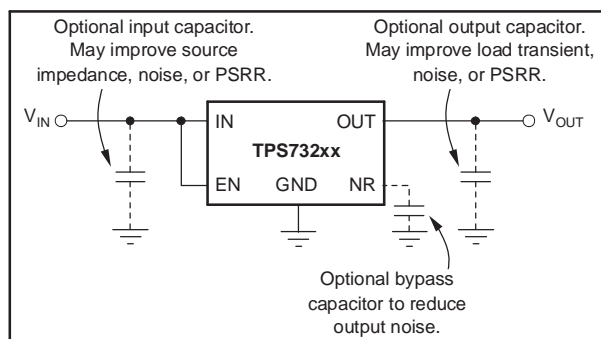 Optional input capacitor.
May improve source
impedance, noise, or PSRR.
Optional output capacitor.
May improve load transient,
noise, or PSRR.
VIN
IN
OUT
VOUT
TPS732xx
EN
GND
NR
Optional bypass
capacitor to reduce
output noise.